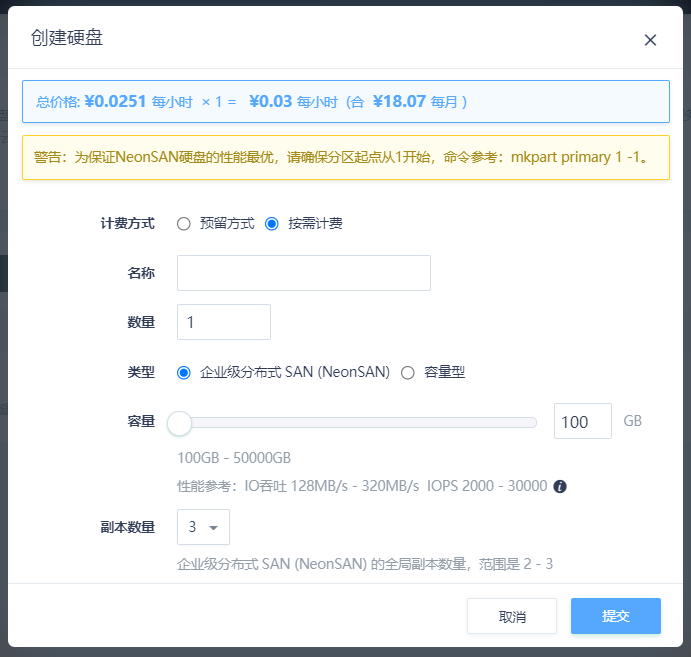 创建硬盘
总价格: ¥0.0251 每小时 × 1 = ¥0.03 每小时 (合 ¥18.07 每月 )
警告：为保证NeonSAN硬盘的性能最优，请确保分区起点从1开始，命令参考：mkpart primary 1 -1。
计费方式 预留方式 按需计费
名称
数量 1
类型 企业级分布式 SAN (NeonSAN) 容量型
容量 100 GB
100GB - 50000GB
性能参考：IO吞吐 128MB/s - 320MB/s IOPS 2000 - 30000
副本数量 3
企业级分布式 SAN (NeonSAN) 的全局副本数量，范围是 2 - 3
取消 提交